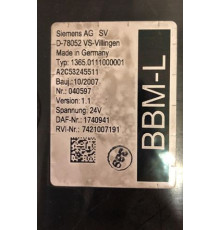 Siemens AG SV
D-78052 VS-Villingen
Made in Germany
Typ: 1365.0111000001
A2C53245511
Bauj.: 10/2007
Nr.: 040597
Version: 1.1
Spannung: 24V
DAF-Nr.: 1740941
RVI-Nr.: 7421007191
BBM-L